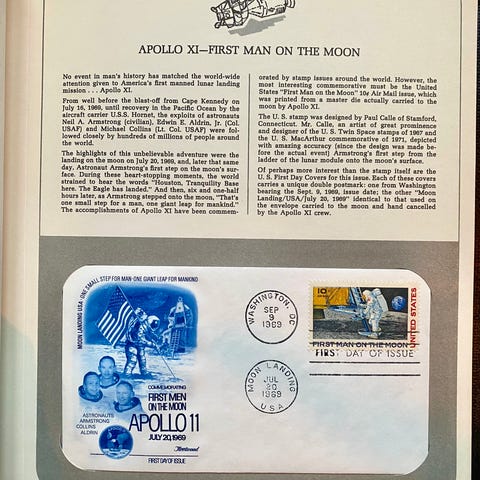 APOLLO XI—FIRST MAN ON THE MOON
No event in man's history has matched the world-wide
attention given to America's first manned lunar landing
mission . . . Apollo XI.
From well before the blast-off from Cape Kennedy on
July 16, 1969, until recovery in the Pacific Ocean by the
aircraft carrier U.S.S. Hornet, the exploits of astronauts
Neil A. Armstrong (civilian), Edwin E. Aldrin, Jr. (Col.
USAF) and Michael Collins (Lt. Col. USAF) were fol-
lowed closely by hundreds of millions of people around
the world.
The highlights of this unbelievable adventure were the
landing on the moon on July 20, 1969, and, later that same
day, Astronaut Armstrong's first step on the moon's sur-
face. During these heart-stopping moments, the world
strained to hear the words "Houston, Tranquility Base
here. The Eagle has landed." And then, six and one-half
hours later, as Armstrong stepped onto the moon, "That's
one small step for a man, one giant leap for mankind."
The accomplishments of Apollo XI have been commem-
orated by stamp issues around the world. However, the
most interesting commemorative must be the United
States "First Man on the Moon" 10¢ Air Mail issue, which
was printed from a master die actually carried to the
moon by Apollo XI.
The U.S. stamp was designed by Paul Calle of Stamford,
Connecticut. Mr. Calle, an artist of great prominence
and designer of the U.S. Twin Space stamps of 1967 and
the U.S. MacArthur commemorative of 1971, depicted
with amazing accuracy (since the design was made be-
fore the actual event) Armstrong's first step from the
ladder of the lunar module onto the moon's surface.
Of perhaps more interest than the stamp itself are the
U.S. First Day Covers for this issue. Each of these covers
carries a unique double postmark: one from Washington
bearing the Sept. 9, 1969, issue date; the other "Moon
Landing/USA/July 20, 1969" identical to that used on
the envelope carried to the moon and hand cancelled
by the Apollo XI crew.
MOON LANDING USA · ONE SMALL STEP FOR MAN · ONE GIANT LEAP FOR MANKIND
COMMEMORATING
FIRST MEN
ON THE MOON
APOLLO 11
JULY 20, 1969
Fleetwood
FIRST DAY OF ISSUE
ASTRONAUTS
ARMSTRONG
COLLINS
ALDRIN
WASHINGTON, DC
SEP
9
1969
MOON LANDING
JUL
20
1969
USA
10¢
UNITED STATES
FIRST MAN ON THE MOON
FIRST DAY OF ISSUE